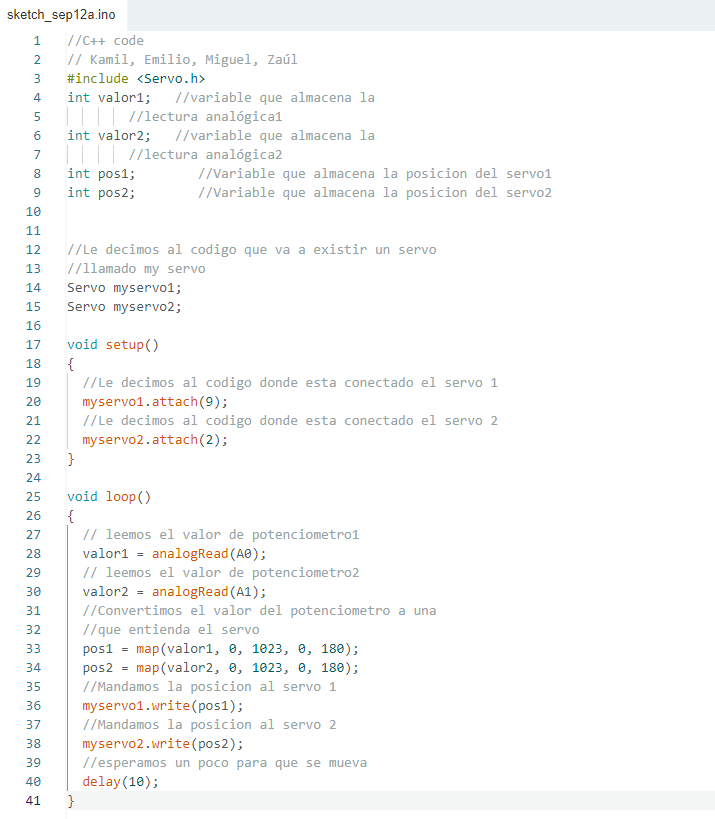 sketch_sep12a.ino
1 //C++ code
2 // Kamil, Emilio, Miguel, Zaúl
3 #include <Servo.h>
4 int valor1;   //variable que almacena la
5         //lectura analógica1
6 int valor2;   //variable que almacena la
7         //lectura analógica2
8 int pos1;        //Variable que almacena la posicion del servo1
9 int pos2;        //Variable que almacena la posicion del servo2
10
11
12 //Le decimos al codigo que va a existir un servo
13 //llamado my servo
14 Servo myservo1;
15 Servo myservo2;
16
17 void setup()
18 {
19   //Le decimos al codigo donde esta conectado el servo 1
20   myservo1.attach(9);
21   //Le decimos al codigo donde esta conectado el servo 2
22   myservo2.attach(2);
23 }
24
25 void loop()
26 {
27   // leemos el valor de potenciometro1
28   valor1 = analogRead(A0);
29   // leemos el valor de potenciometro2
30   valor2 = analogRead(A1);
31   //Convertimos el valor del potenciometro a una
32   //que entienda el servo
33   pos1 = map(valor1, 0, 1023, 0, 180);
34   pos2 = map(valor2, 0, 1023, 0, 180);
35   //Mandamos la posicion al servo 1
36   myservo1.write(pos1);
37   //Mandamos la posicion al servo 2
38   myservo2.write(pos2);
39   //esperamos un poco para que se mueva
40   delay(10);
41 }